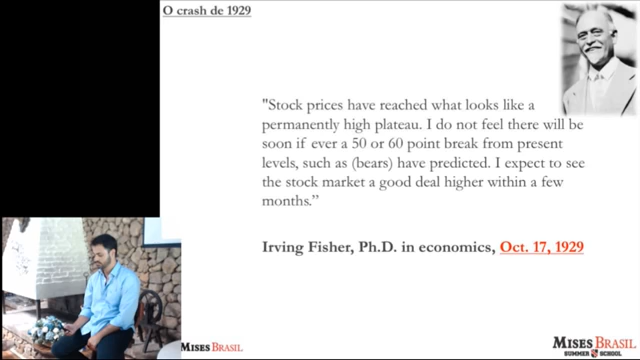 O crash de 1929
"Stock prices have reached what looks like a
permanently high plateau. I do not feel there will be
soon if ever a 50 or 60 point break from present
levels, such as (bears) have predicted. I expect to see
the stock market a good deal higher within a few
months.”
Irving Fisher, Ph.D. in economics, Oct. 17, 1929
MISES BRASIL
MISES BRASIL
SUMMER SCHOOL